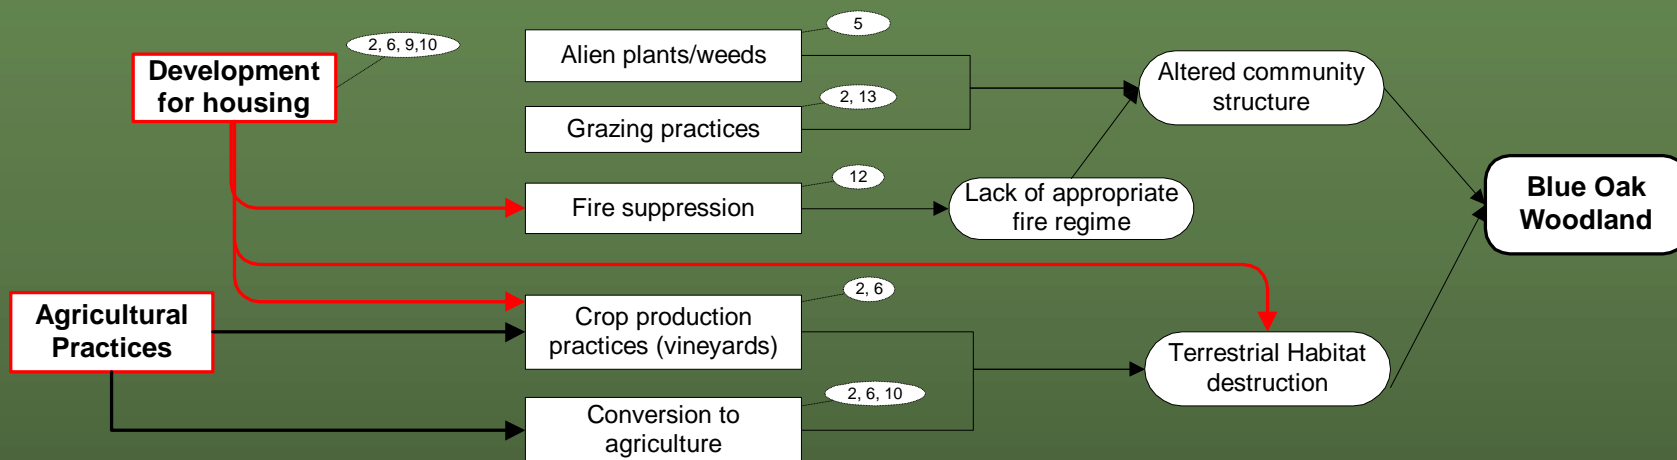 2, 6, 9,10
Development
for housing
5
Alien plants/weeds
2, 13
Grazing practices
12
Fire suppression
Altered community
structure
Lack of appropriate
fire regime
Blue Oak
Woodland
Agricultural
Practices
2, 6
Crop production
practices (vineyards)
2, 6, 10
Conversion to
agriculture
Terrestrial Habitat
destruction